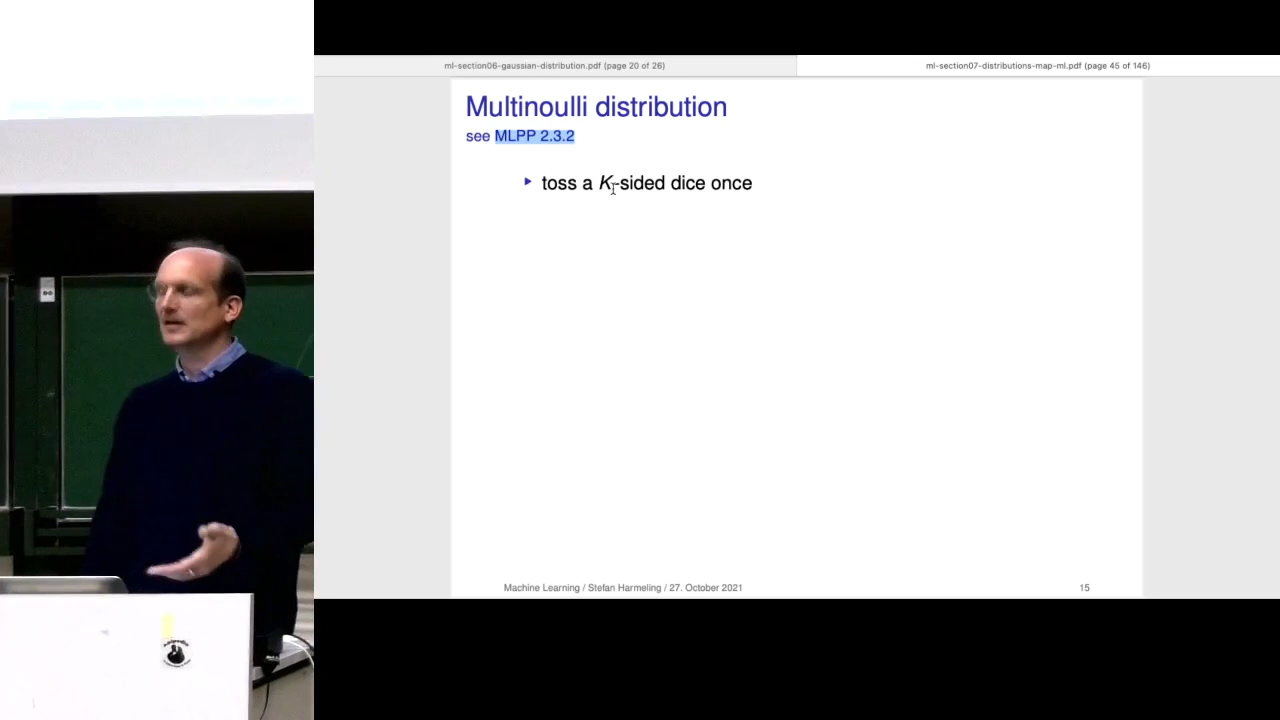 ml-section06-gaussian-distribution.pdf (page 20 of 26)
ml-section07-distributions-map-ml.pdf (page 45 of 146)
Multinoulli distribution
see MLPP 2.3.2
toss a K-sided dice once
Machine Learning / Stefan Harmeling / 27. October 2021
15